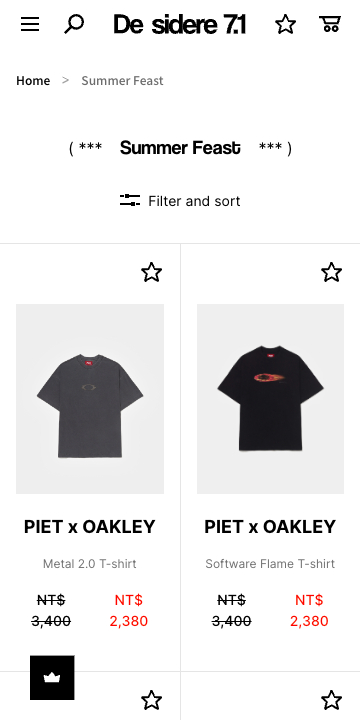 De sidere 7.1
Home > Summer Feast
( *** Summer Feast *** )
Filter and sort
PIET x OAKLEY
Metal 2.0 T-shirt
NT$ 3,400
NT$ 2,380
PIET x OAKLEY
Software Flame T-shirt
NT$ 3,400
NT$ 2,380